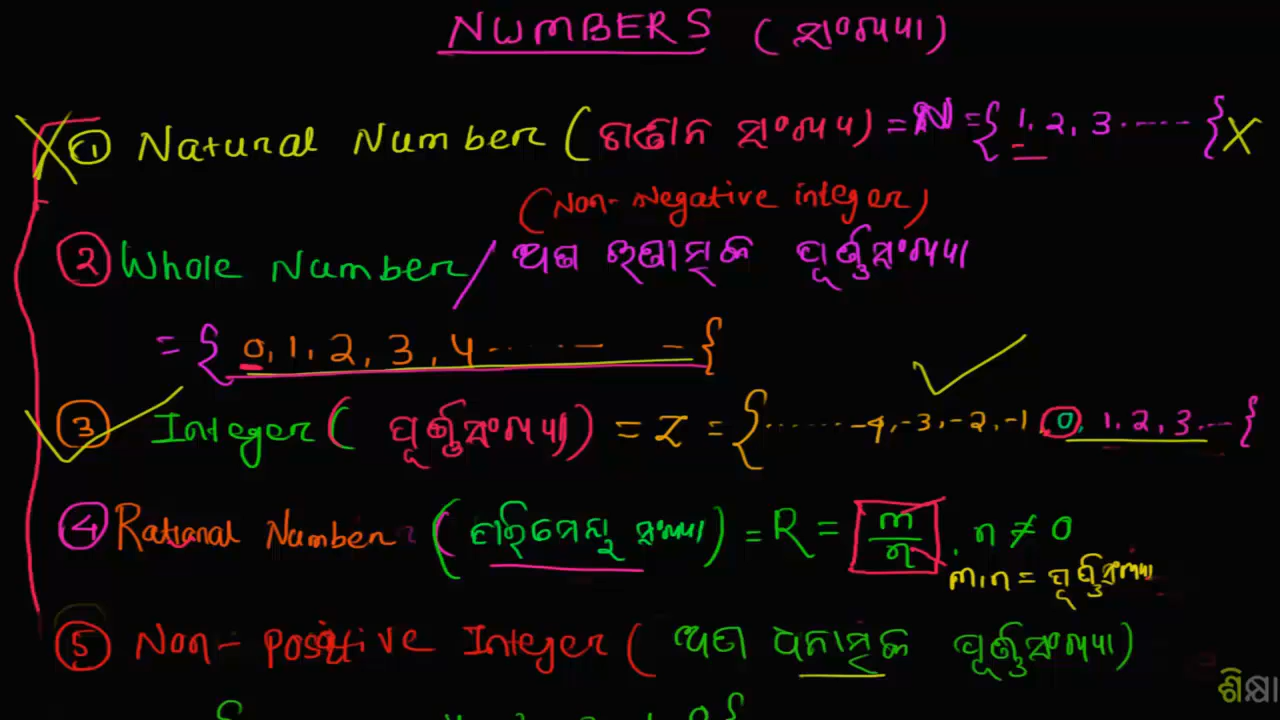 NUMBERS (ସାଂଖ୍ୟା)
① Natural Number (ଗଣନ ସଂଖ୍ୟା) = N = { 1, 2, 3 ...... {
(Non-Negative integer)
② Whole Number / ଅଣ ଋଣାତ୍ମକ ପୂର୍ଣ୍ଣସଂଖ୍ୟା
= { 0, 1, 2, 3, 4 ...... – – {
③ Integer (ପୂର୍ଣ୍ଣସଂଖ୍ୟା) = Z = { ....... -4, -3, -2, -1, 0, 1, 2, 3 ... {
④ Rational Number (ପରିମେୟ ସଂଖ୍ୟା) = R = m/n , n ≠ 0
m, n = ପୂର୍ଣ୍ଣସଂଖ୍ୟା
⑤ Non-Positive Integer (ଅଣ ଧନାତ୍ମକ ପୂର୍ଣ୍ଣସଂଖ୍ୟା)
ଶିକ୍ଷା